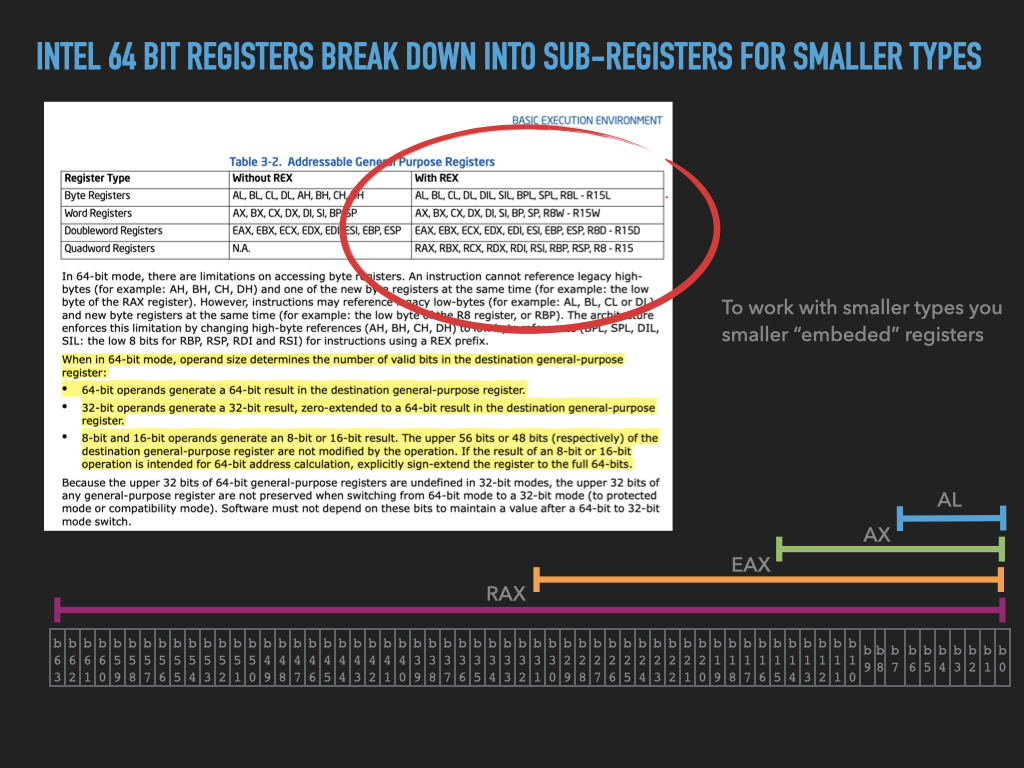 INTEL 64 BIT REGISTERS BREAK DOWN INTO SUB-REGISTERS FOR SMALLER TYPES
BASIC EXECUTION ENVIRONMENT
Table 3-2. Addressable General Purpose Registers
Register Type Without REX With REX
Byte Registers AL, BL, CL, DL, AH, BH, CH, DH AL, BL, CL, DL, DIL, SIL, BPL, SPL, R8L - R15L
Word Registers AX, BX, CX, DX, DI, SI, BP, SP AX, BX, CX, DX, DI, SI, BP, SP, R8W - R15W
Doubleword Registers EAX, EBX, ECX, EDX, EDI, ESI, EBP, ESP EAX, EBX, ECX, EDX, EDI, ESI, EBP, ESP, R8D - R15D
Quadword Registers N.A. RAX, RBX, RCX, RDX, RDI, RSI, RBP, RSP, R8 - R15
In 64-bit mode, there are limitations on accessing byte registers. An instruction cannot reference legacy high-
bytes (for example: AH, BH, CH, DH) and one of the new byte registers at the same time (for example: the low
byte of the RAX register). However, instructions may reference legacy low-bytes (for example: AL, BL, CL or DL)
and new byte registers at the same time (for example: the low byte of the R8 register, or RBP). The architecture
enforces this limitation by changing high-byte references (AH, BH, CH, DH) to low byte references (BPL, SPL, DIL,
SIL: the low 8 bits for RBP, RSP, RDI and RSI) for instructions using a REX prefix.
When in 64-bit mode, operand size determines the number of valid bits in the destination general-purpose
register:
• 64-bit operands generate a 64-bit result in the destination general-purpose register.
• 32-bit operands generate a 32-bit result, zero-extended to a 64-bit result in the destination general-purpose
register.
• 8-bit and 16-bit operands generate an 8-bit or 16-bit result. The upper 56 bits or 48 bits (respectively) of the
destination general-purpose register are not modified by the operation. If the result of an 8-bit or 16-bit
operation is intended for 64-bit address calculation, explicitly sign-extend the register to the full 64-bits.
Because the upper 32 bits of 64-bit general-purpose registers are undefined in 32-bit modes, the upper 32 bits of
any general-purpose register are not preserved when switching from 64-bit mode to a 32-bit mode (to protected
mode or compatibility mode). Software must not depend on these bits to maintain a value after a 64-bit to 32-bit
mode switch.
To work with smaller types you
smaller “embeded” registers
AL
AX
EAX
RAX
b63 b62 b61 b60 b59 b58 b57 b56 b55 b54 b53 b52 b51 b50 b49 b48 b47 b46 b45 b44 b43 b42 b41 b40 b39 b38 b37 b36 b35 b34 b33 b32 b31 b30 b29 b28 b27 b26 b25 b24 b23 b22 b21 b20 b19 b18 b17 b16 b15 b14 b13 b12 b11 b10 b9 b8 b7 b6 b5 b4 b3 b2 b1 b0